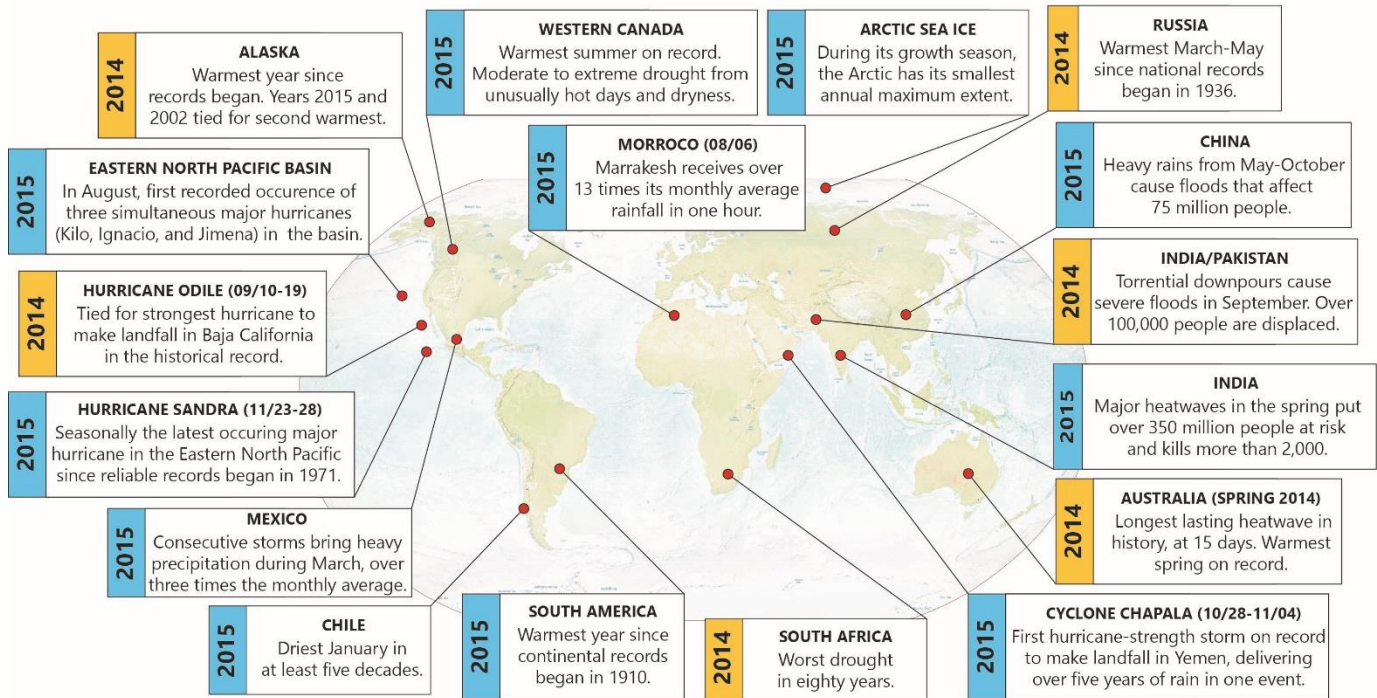 2014
ALASKA
Warmest year since
records began. Years 2015 and
2002 tied for second warmest.
2015
WESTERN CANADA
Warmest summer on record.
Moderate to extreme drought from
unusually hot days and dryness.
2015
ARCTIC SEA ICE
During its growth season,
the Arctic has its smallest
annual maximum extent.
2014
RUSSIA
Warmest March-May
since national records
began in 1936.
2015
EASTERN NORTH PACIFIC BASIN
In August, first recorded occurence of
three simultaneous major hurricanes
(Kilo, Ignacio, and Jimena) in the basin.
2015
MORROCO (08/06)
Marrakesh receives over
13 times its monthly average
rainfall in one hour.
2015
CHINA
Heavy rains from May-October
cause floods that affect
75 million people.
2014
HURRICANE ODILE (09/10-19)
Tied for strongest hurricane to
make landfall in Baja California
in the historical record.
2014
INDIA/PAKISTAN
Torrential downpours cause
severe floods in September. Over
100,000 people are displaced.
2015
HURRICANE SANDRA (11/23-28)
Seasonally the latest occuring major
hurricane in the Eastern North Pacific
since reliable records began in 1971.
2015
INDIA
Major heatwaves in the spring put
over 350 million people at risk
and kills more than 2,000.
2015
MEXICO
Consecutive storms bring heavy
precipitation during March, over
three times the monthly average.
2014
AUSTRALIA (SPRING 2014)
Longest lasting heatwave in
history, at 15 days. Warmest
spring on record.
2015
CHILE
Driest January in
at least five decades.
2015
SOUTH AMERICA
Warmest year since
continental records
began in 1910.
2014
SOUTH AFRICA
Worst drought
in eighty years.
2015
CYCLONE CHAPALA (10/28-11/04)
First hurricane-strength storm on record
to make landfall in Yemen, delivering
over five years of rain in one event.